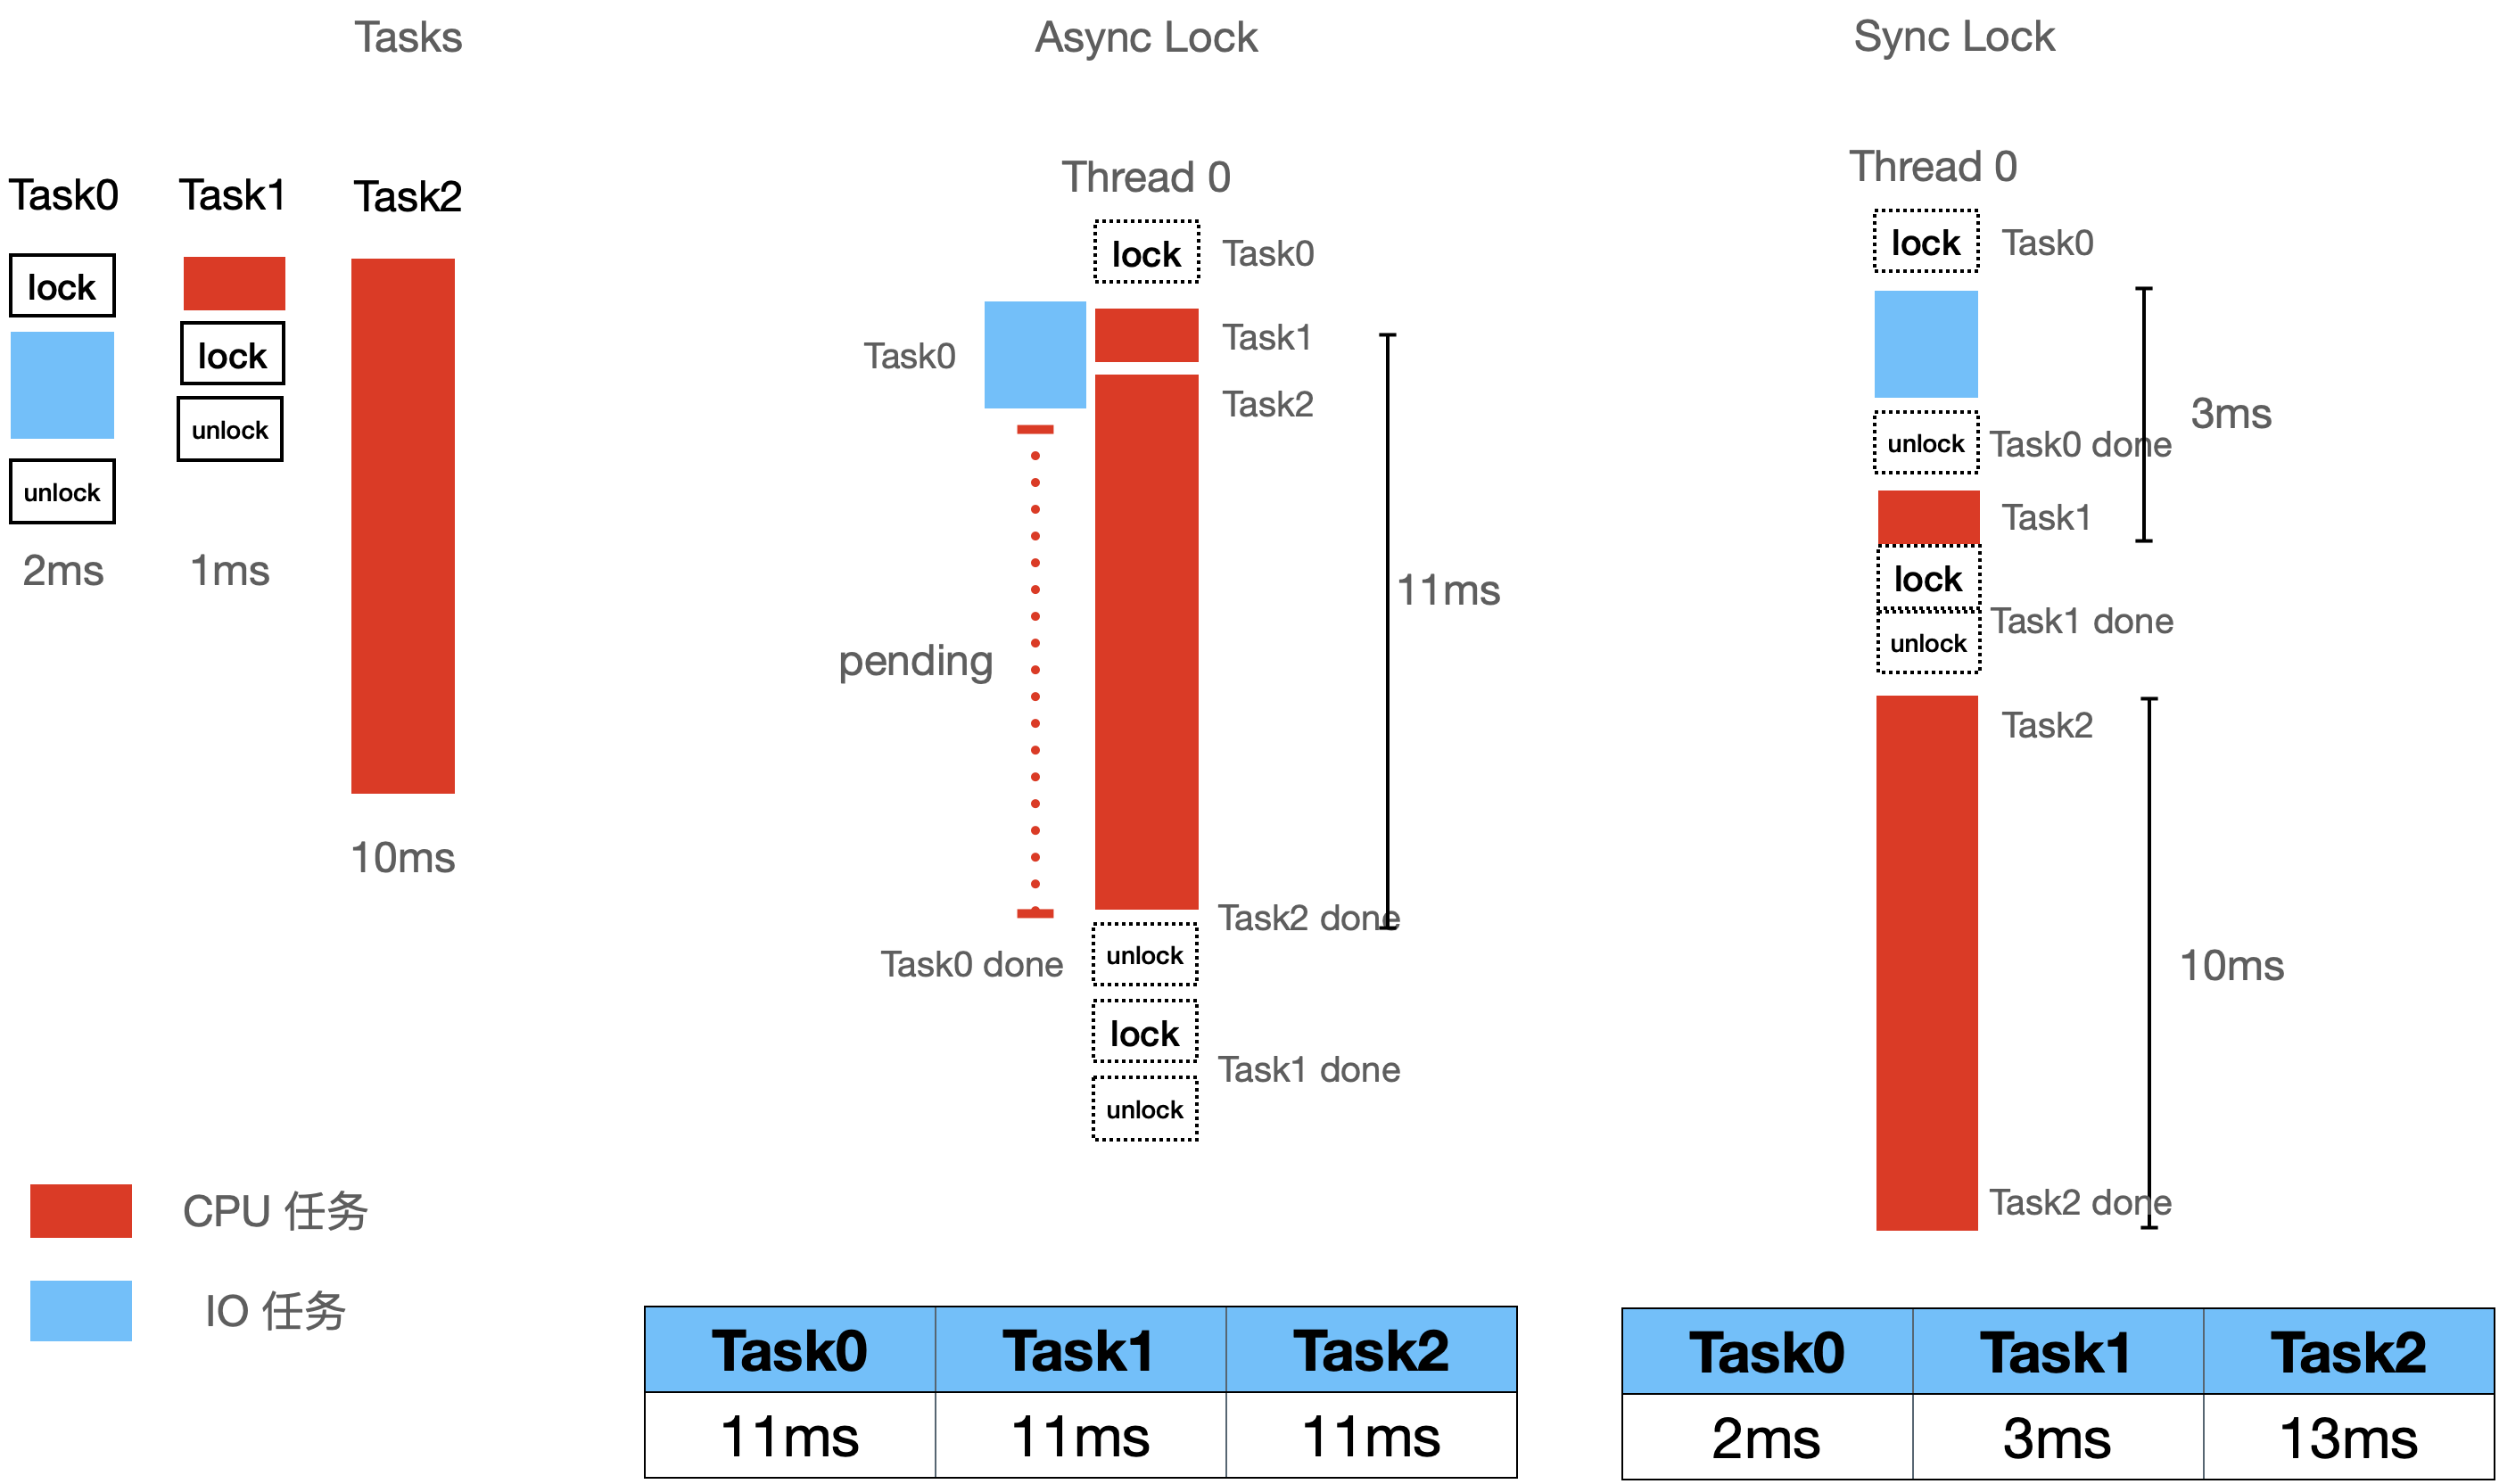 Tasks
Task0
Task1
Task2
lock
unlock
2ms
lock
unlock
1ms
10ms
CPU 任务
IO 任务
Async Lock
Thread 0
lock
Task0
Task0
Task1
Task2
pending
11ms
Task2 done
Task0 done
unlock
lock
Task1 done
unlock
Task0
Task1
Task2
11ms
11ms
11ms
Sync Lock
Thread 0
lock
Task0
3ms
unlock
Task0 done
Task1
lock
Task1 done
unlock
Task2
10ms
Task2 done
Task0
Task1
Task2
2ms
3ms
13ms